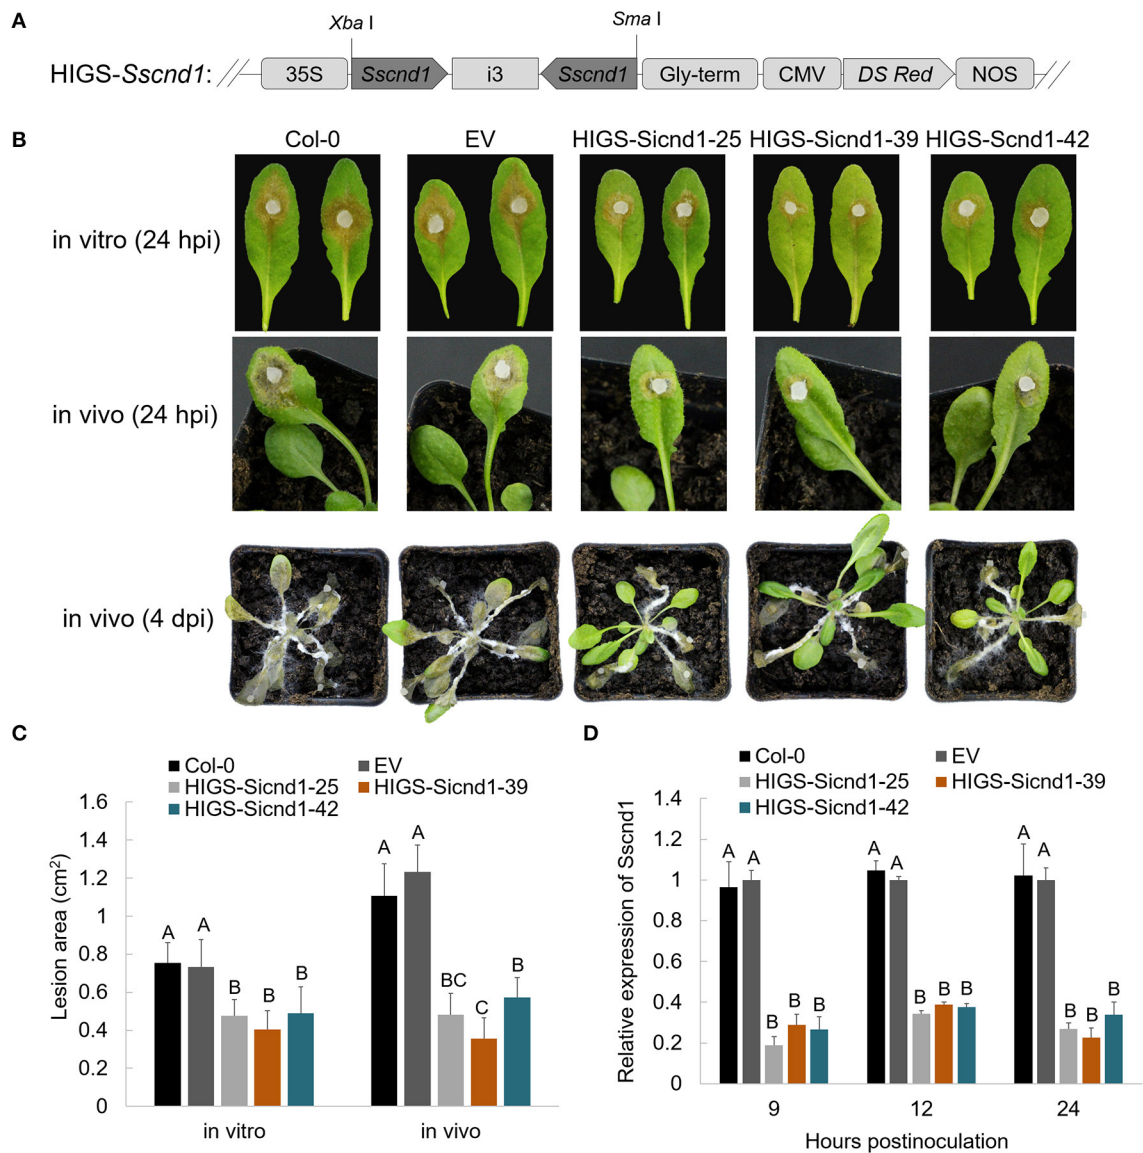 A
Xba I
Sma I
HIGS-Sscnd1:
35S
Sscnd1
i3
Sscnd1
Gly-term
CMV
DS Red
NOS
B
Col-0
EV
HIGS-Sicnd1-25
HIGS-Sicnd1-39
HIGS-Scnd1-42
in vitro (24 hpi)
in vivo (24 hpi)
in vivo (4 dpi)
C
Col-0
EV
HIGS-Sicnd1-25
HIGS-Sicnd1-39
HIGS-Sicnd1-42
Lesion area (cm²)
1.6
1.4
1.2
1
0.8
0.6
0.4
0.2
0
A
A
B
B
B
A
A
BC
C
B
in vitro
in vivo
D
Col-0
EV
HIGS-Sicnd1-25
HIGS-Sicnd1-39
HIGS-Sicnd1-42
Relative expression of Sscnd1
1.4
1.2
1
0.8
0.6
0.4
0.2
0
A
A
B
B
B
A
A
B
B
B
A
A
B
B
B
9
12
24
Hours postinoculation